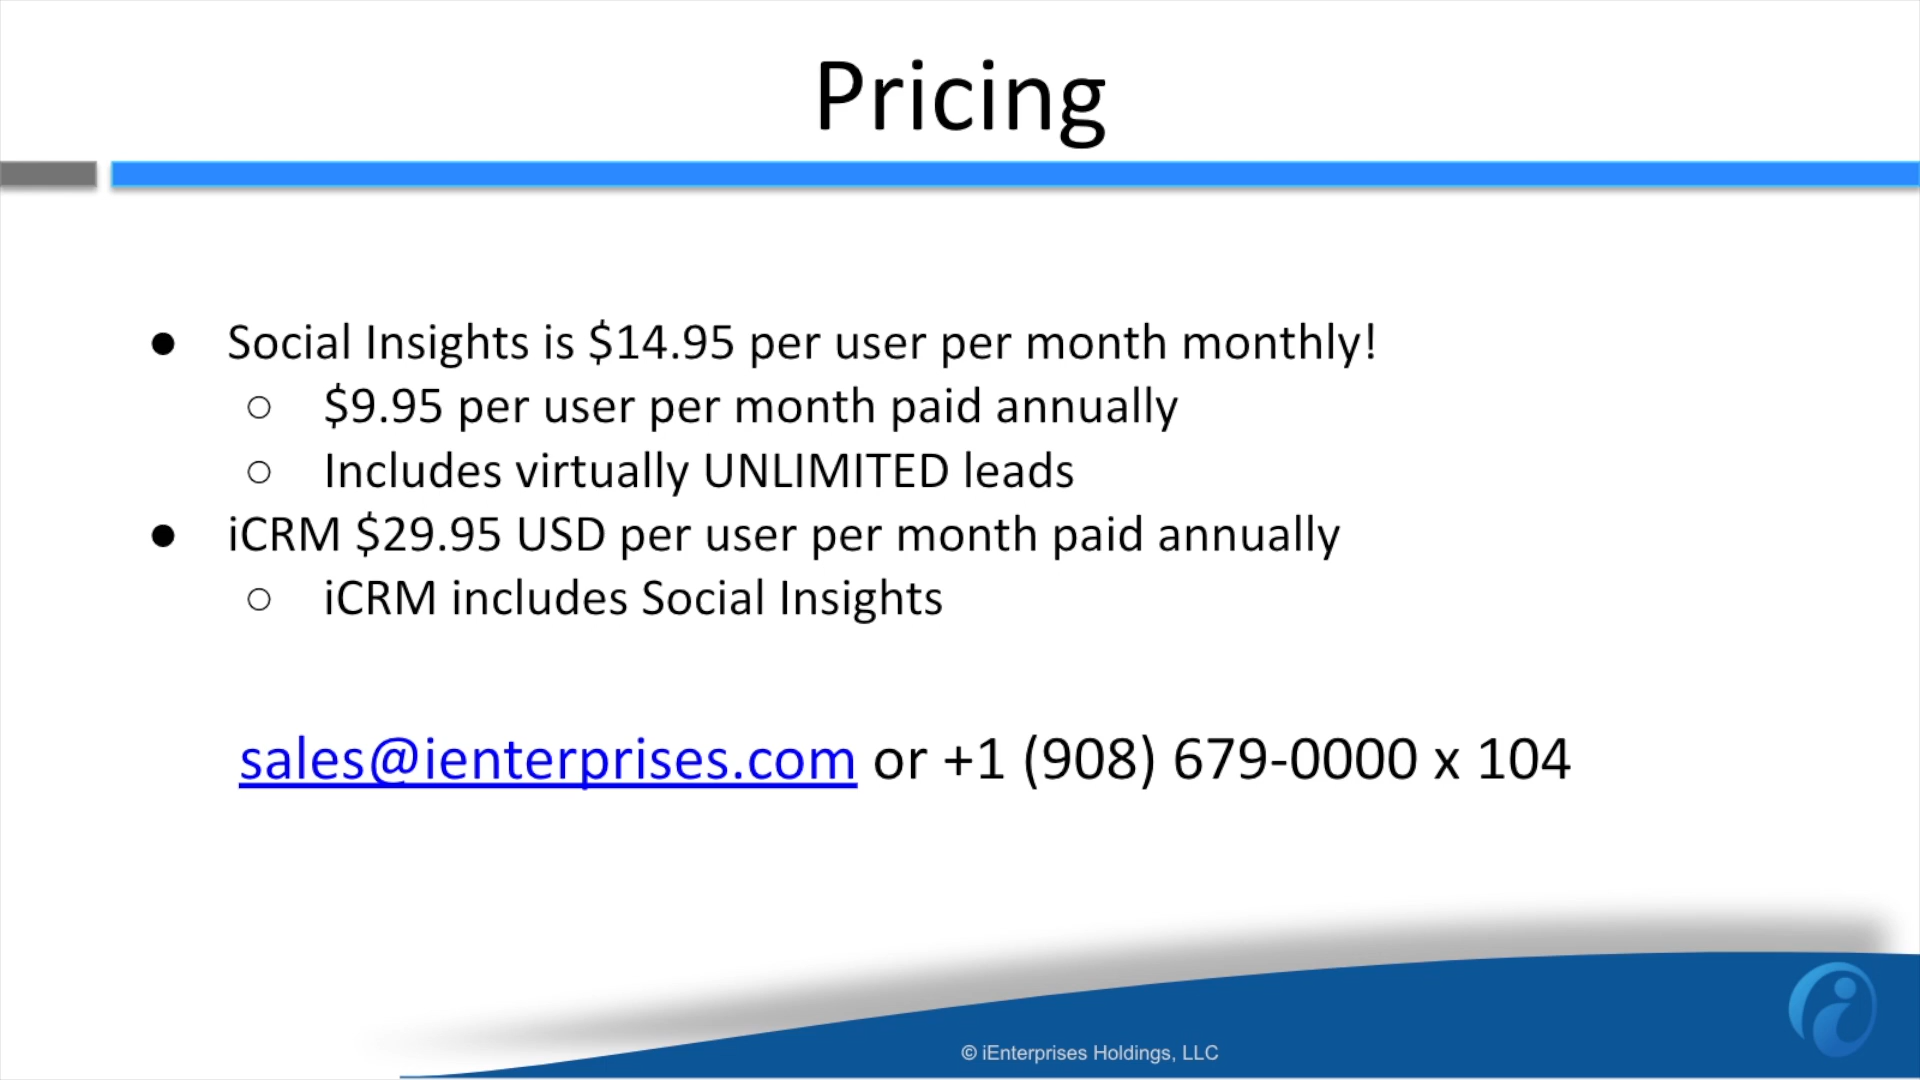 Pricing
● Social Insights is $14.95 per user per month monthly!
○ $9.95 per user per month paid annually
○ Includes virtually UNLIMITED leads
● iCRM $29.95 USD per user per month paid annually
○ iCRM includes Social Insights
sales@ienterprises.com or +1 (908) 679-0000 x 104
© iEnterprises Holdings, LLC